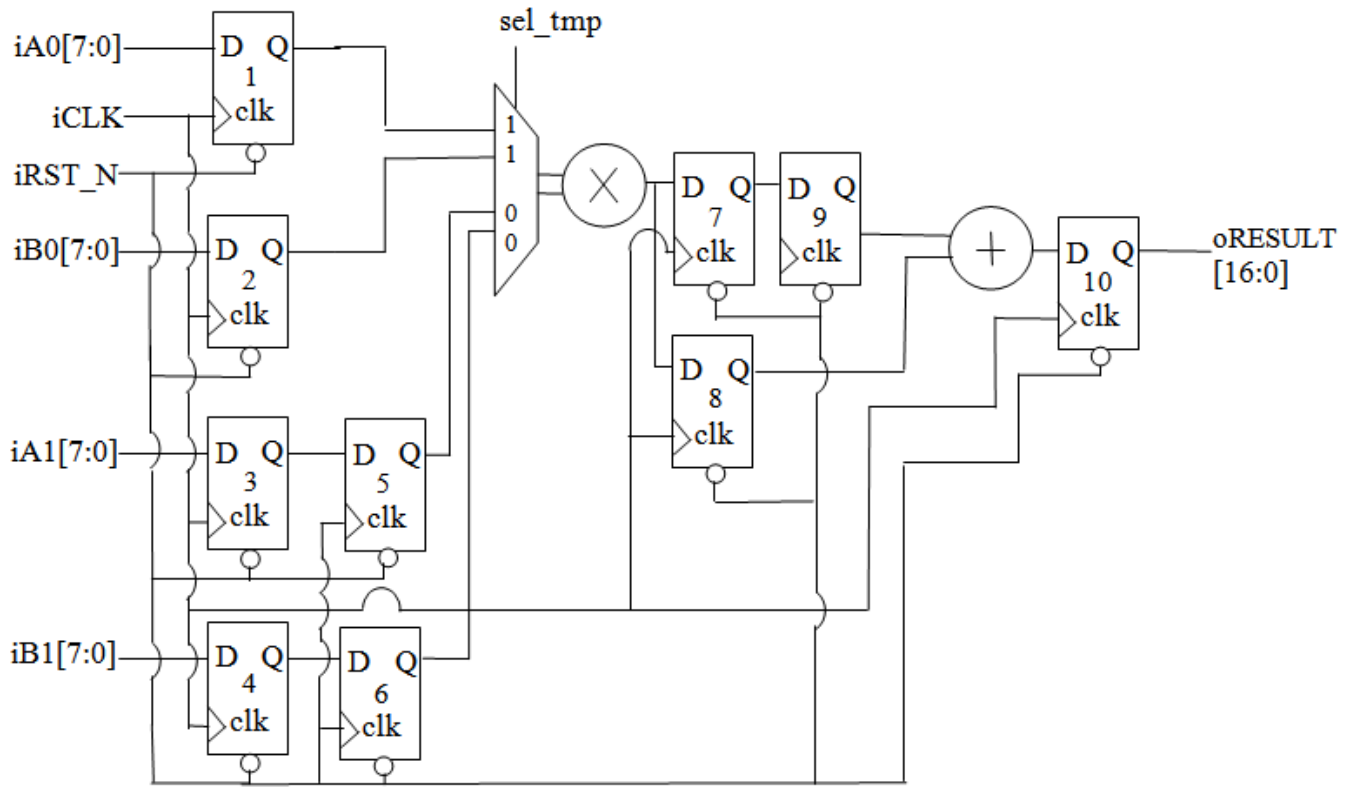 sel_tmp
iA0[7:0]
D Q
1
clk
iCLK
iRST_N
1
1
0
0
iB0[7:0]
D Q
2
clk
D Q
7
clk
D Q
9
clk
+
D Q
10
clk
oRESULT
[16:0]
D Q
8
clk
iA1[7:0]
D Q
3
clk
D Q
5
clk
iB1[7:0]
D Q
4
clk
D Q
6
clk